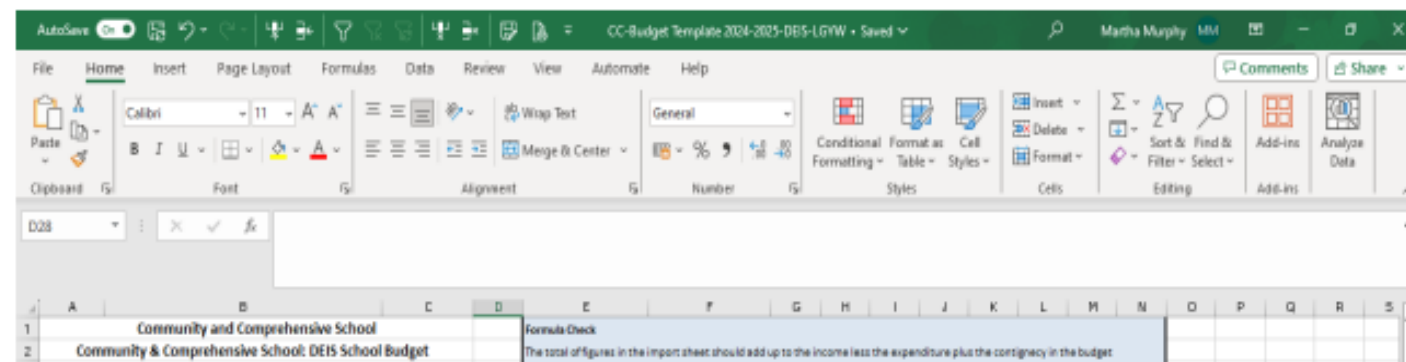 AutoSave On CC-Budget Template 2024-2025-DEIS-LGYW • Saved Martha Murphy MM
File Home Insert Page Layout Formulas Data Review View Automate Help Comments Share
Calibri 11 A A Wrap Text General Insert Σ A Z
Paste B I U A Merge & Center % Conditional Formatting Format as Table Cell Styles Delete Format Sort & Filter Find & Select Add-ins Analyze Data
Clipboard Font Alignment Number Styles Cells Editing Add-ins
D28 fx
A B C D E F G H I J K L M N O P Q R S
1 Community and Comprehensive School Formula Check
2 Community & Comprehensive School: DEIS School Budget The total of figures in the import sheet should add up to the income less the expenditure plus the contignecy in the budget